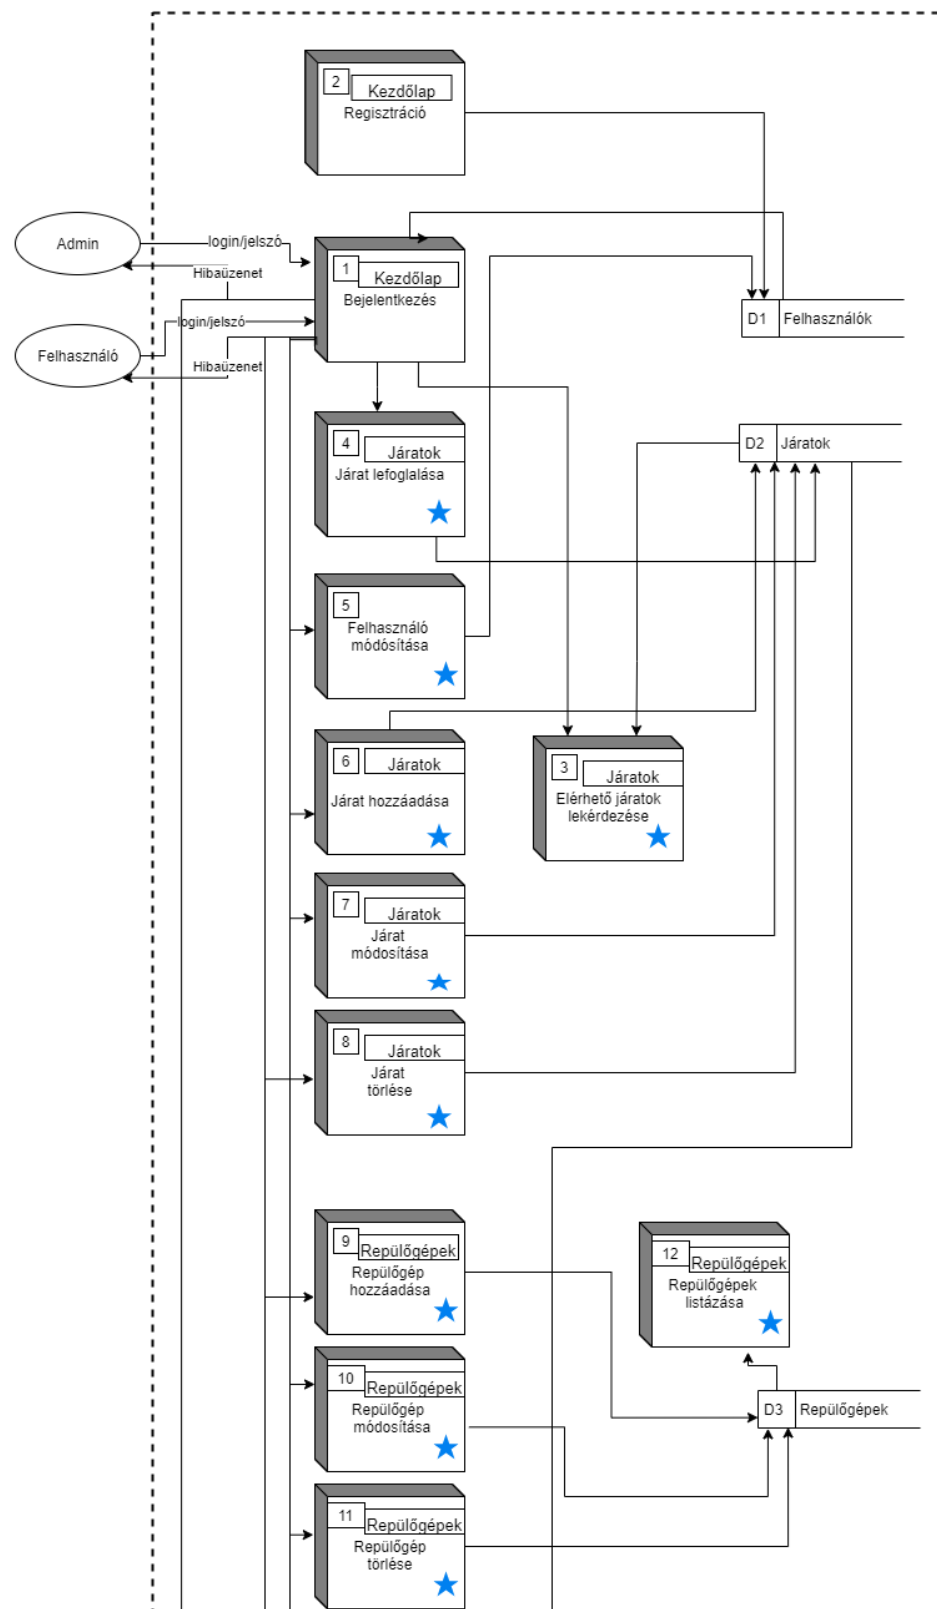 2
Kezdőlap
Regisztráció
Admin
login/jelszó
Hibaüzenet
1
Kezdőlap
Bejelentkezés
Felhasználó
login/jelszó
Hibaüzenet
D1
Felhasználók
4
Járatok
Járat lefoglalása
D2
Járatok
5
Felhasználó
módósítása
6
Járatok
Járat hozzáadása
3
Járatok
Elérhető járatok
lekérdezése
7
Járatok
Járat
módosítása
8
Járatok
Járat
törlése
9
Repülőgépek
Repülőgép
hozzáadása
12
Repülőgépek
Repülőgépek
listázása
10
Repülőgépek
Repülőgép
módosítása
D3
Repülőgépek
11
Repülőgépek
Repülőgép
törlése